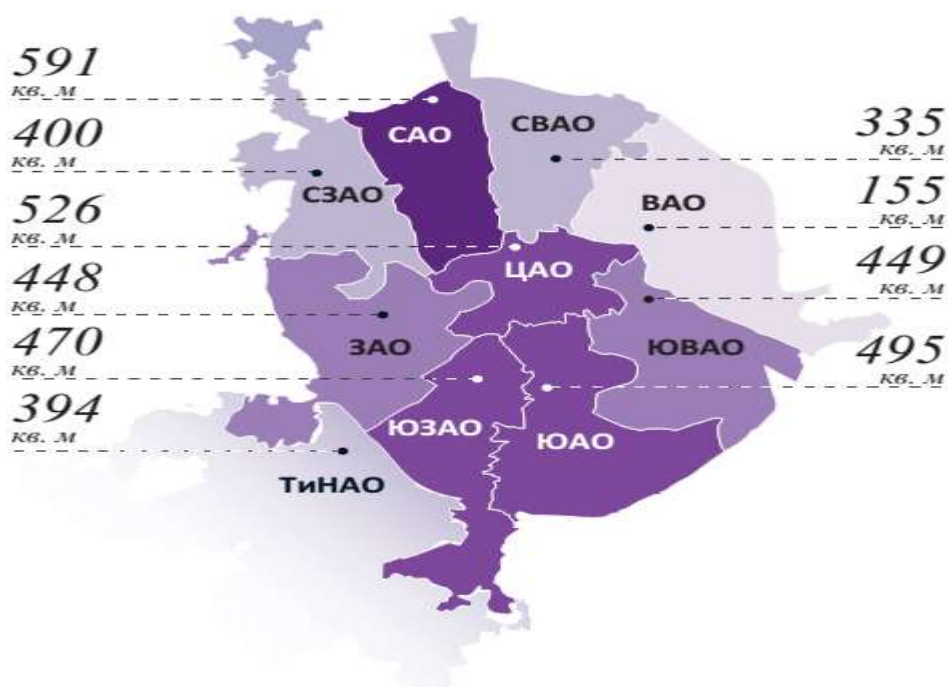 591
кв. м
400
кв. м
526
кв. м
448
кв. м
470
кв. м
394
кв. м
САО
СВАО
СЗАО
ВАО
ЦАО
ЗАО
ЮВАО
ЮЗАО
ЮАО
ТиНАО
335
кв. м
155
кв. м
449
кв. м
495
кв. м